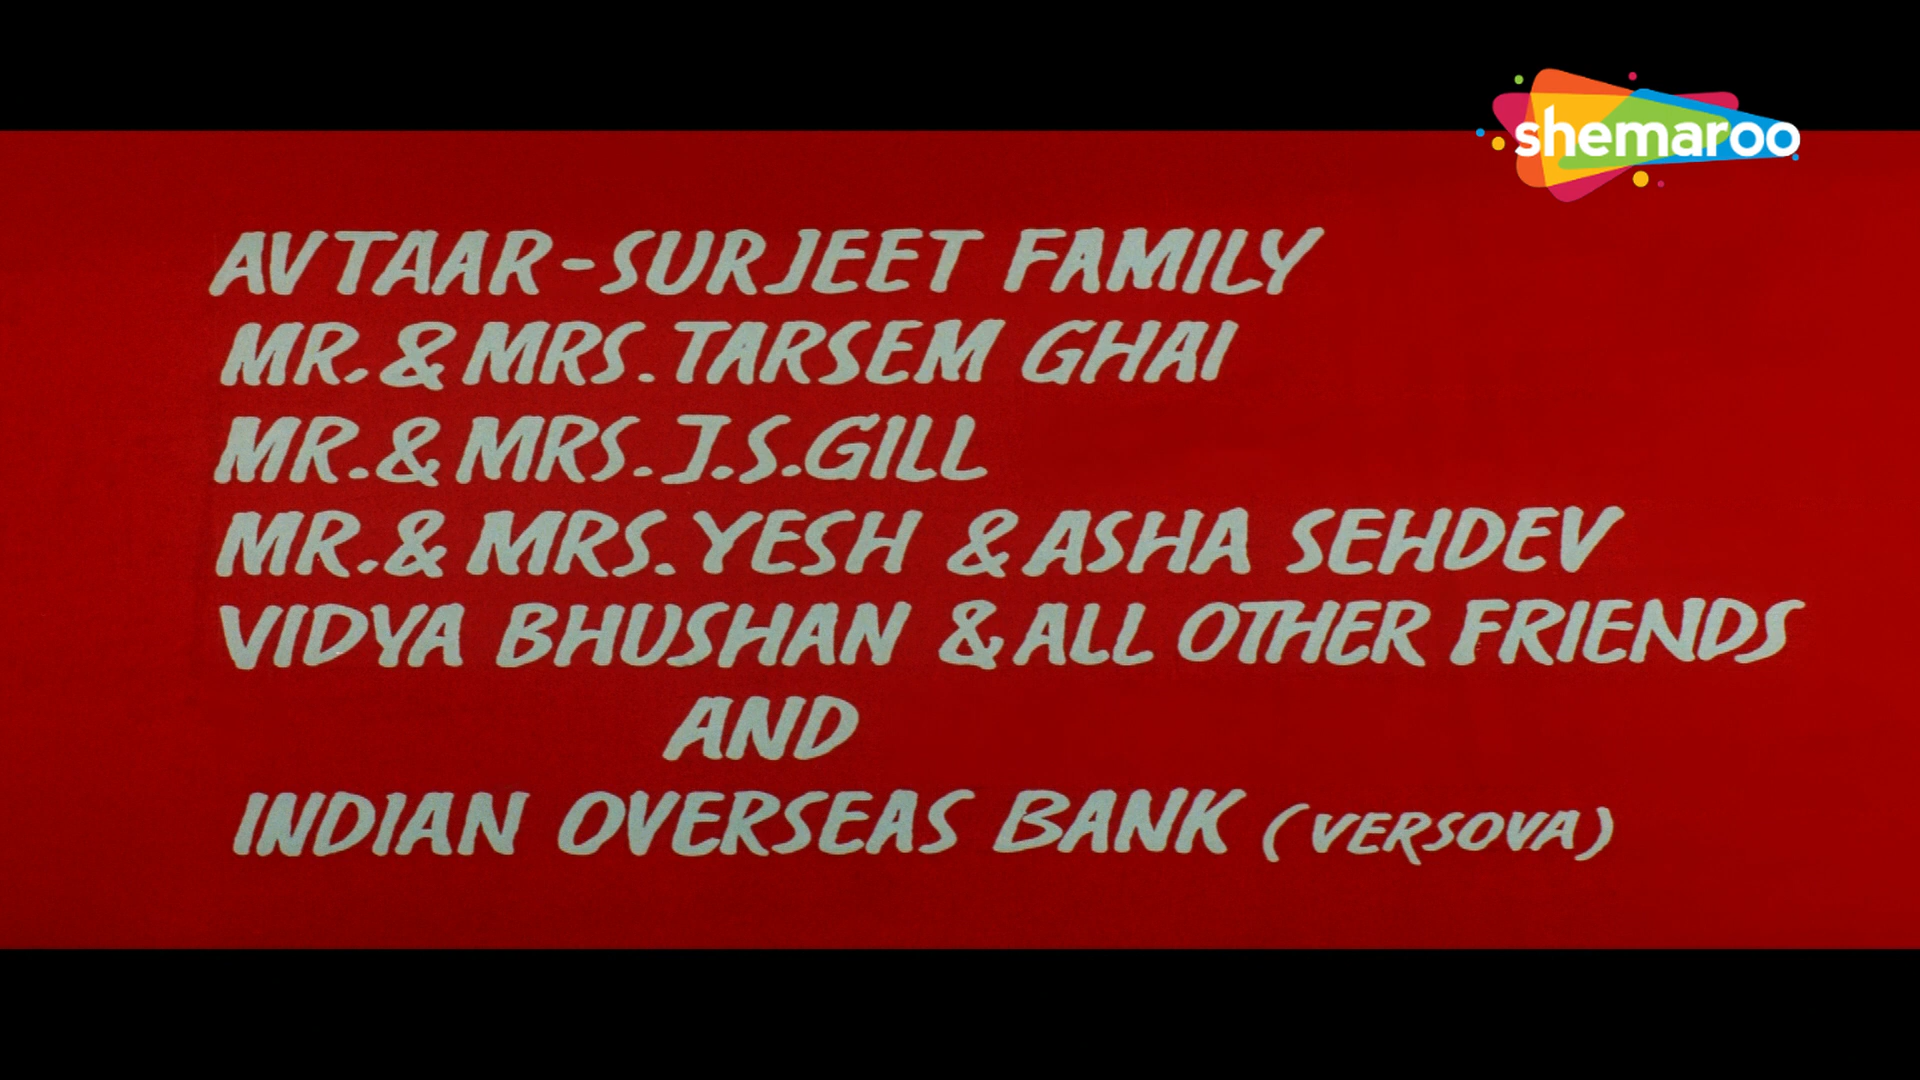 shemaroo
AVTAAR-SURJEET FAMILY
MR. & MRS. TARSEM GHAI
MR. & MRS. J.S. GILL
MR. & MRS. YESH & ASHA SEHDEV
VIDYA BHUSHAN & ALL OTHER FRIENDS
AND
INDIAN OVERSEAS BANK (VERSOVA)